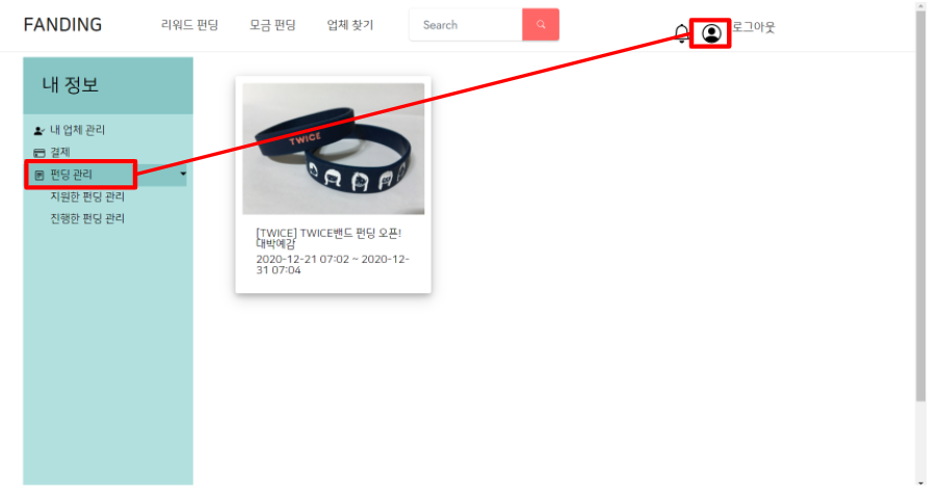 FANDING 리워드 펀딩 모금 펀딩 업체 찾기 Search 로그아웃
내 정보
내 업체 관리
결제
펀딩 관리
지원한 펀딩 관리
진행한 펀딩 관리
TWICE
[TWICE] TWICE밴드 펀딩 오픈!
대박예감
2020-12-21 07:02 ~ 2020-12-
31 07:04